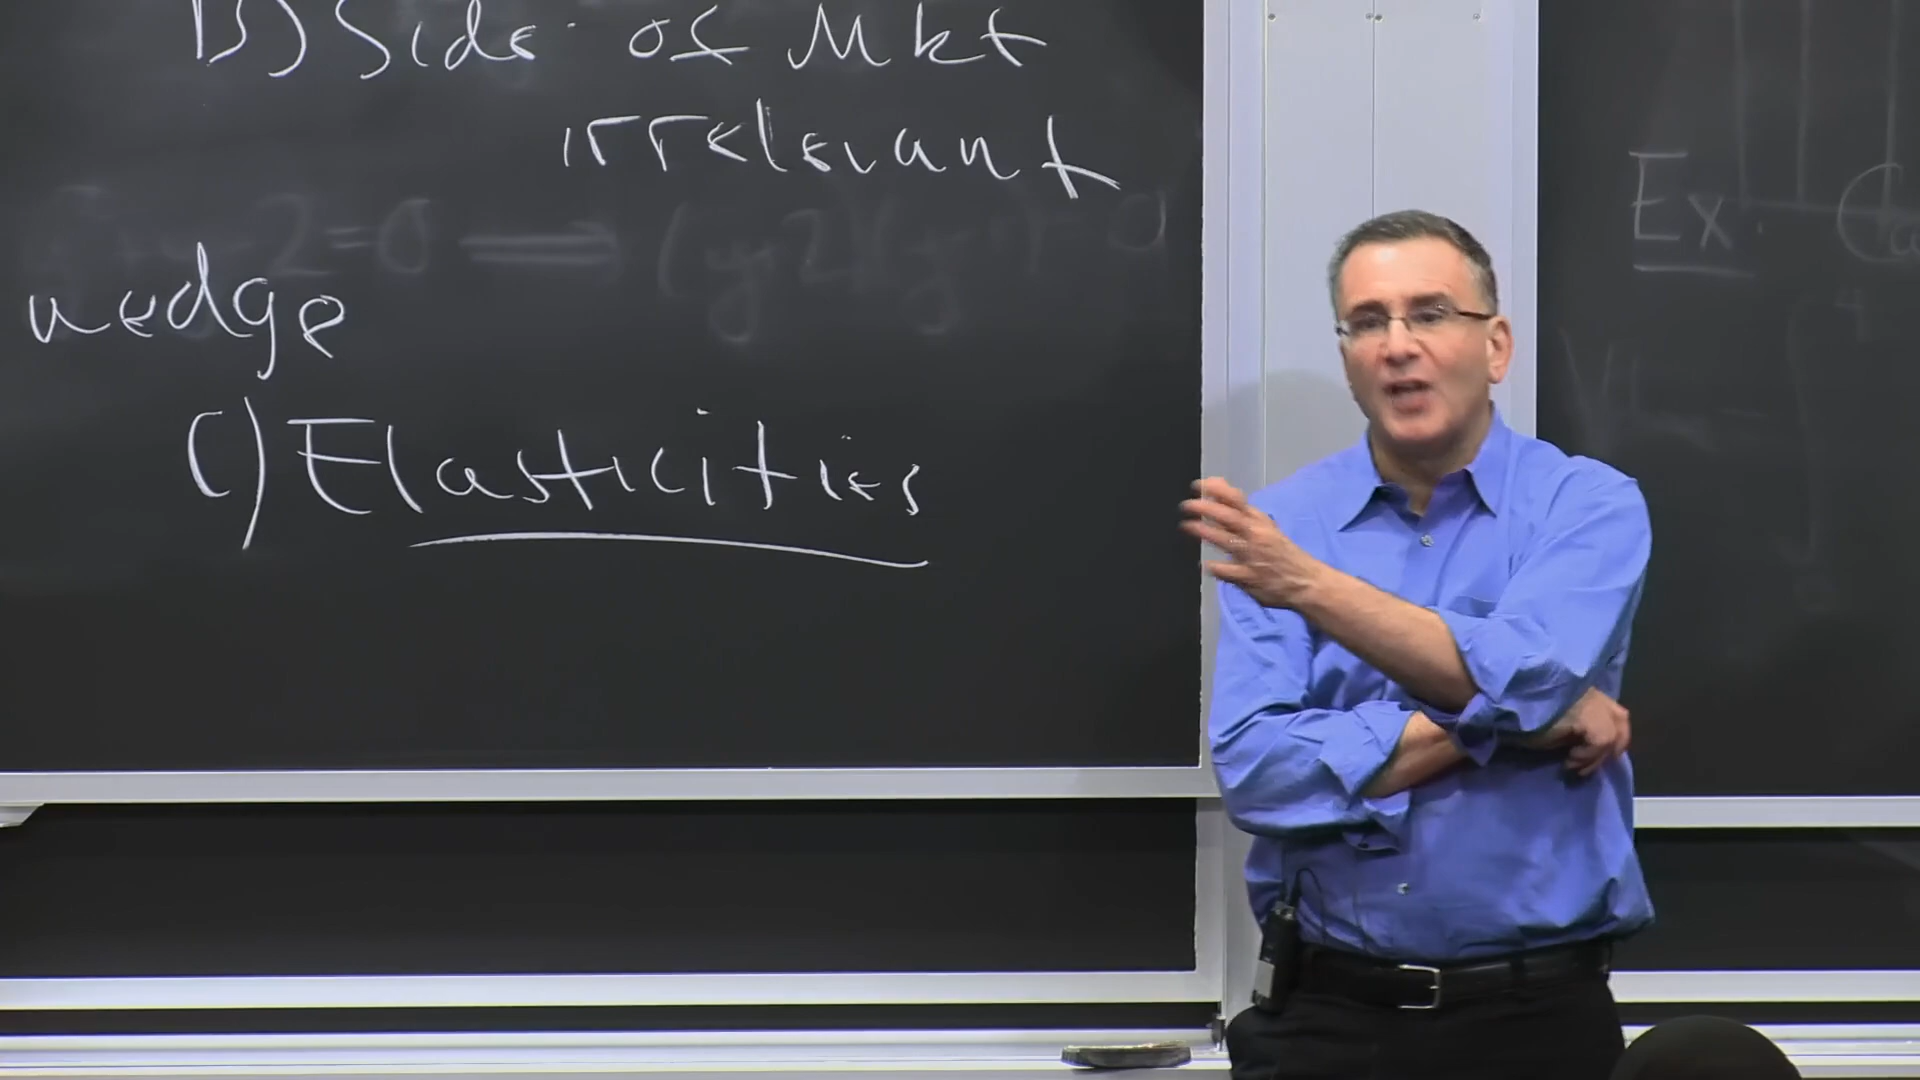 B) Side of Mkt
irrelevant
wedge
C) Elasticities
Ex.